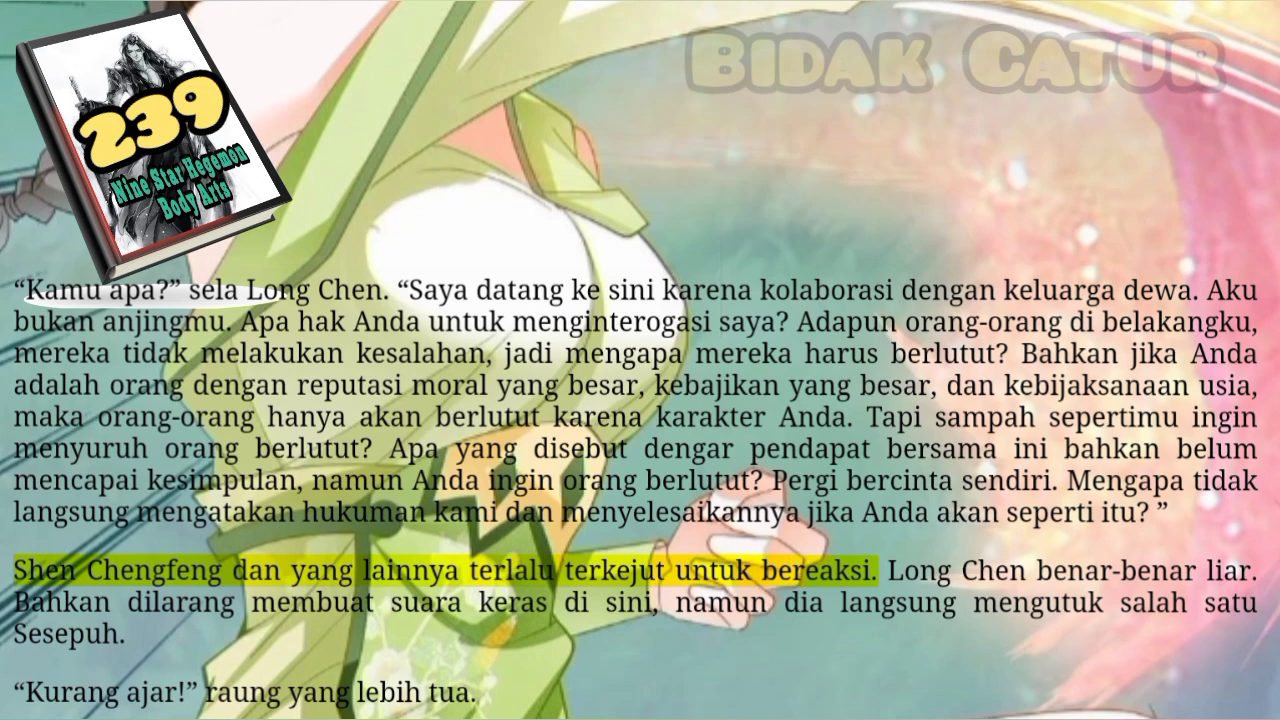 Bidak Catur
239
Nine Star Hegemon
Body Arts
“Kamu apa?” sela Long Chen. “Saya datang ke sini karena kolaborasi dengan keluarga dewa. Aku
bukan anjingmu. Apa hak Anda untuk menginterogasi saya? Adapun orang-orang di belakangku,
mereka tidak melakukan kesalahan, jadi mengapa mereka harus berlutut? Bahkan jika Anda
adalah orang dengan reputasi moral yang besar, kebajikan yang besar, dan kebijaksanaan usia,
maka orang-orang hanya akan berlutut karena karakter Anda. Tapi sampah sepertimu ingin
menyuruh orang berlutut? Apa yang disebut dengar pendapat bersama ini bahkan belum
mencapai kesimpulan, namun Anda ingin orang berlutut? Pergi bercinta sendiri. Mengapa tidak
langsung mengatakan hukuman kami dan menyelesaikannya jika Anda akan seperti itu? ”
Shen Chengfeng dan yang lainnya terlalu terkejut untuk bereaksi. Long Chen benar-benar liar.
Bahkan dilarang membuat suara keras di sini, namun dia langsung mengutuk salah satu
Sesepuh.
“Kurang ajar!” raung yang lebih tua.